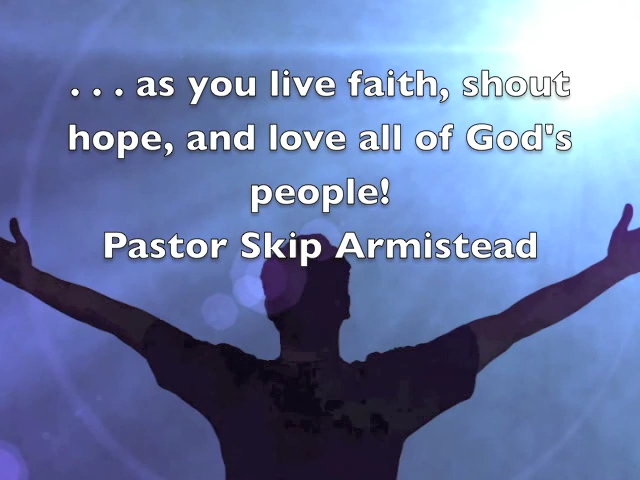 . . . as you live faith, shout
hope, and love all of God's
people!
Pastor Skip Armistead